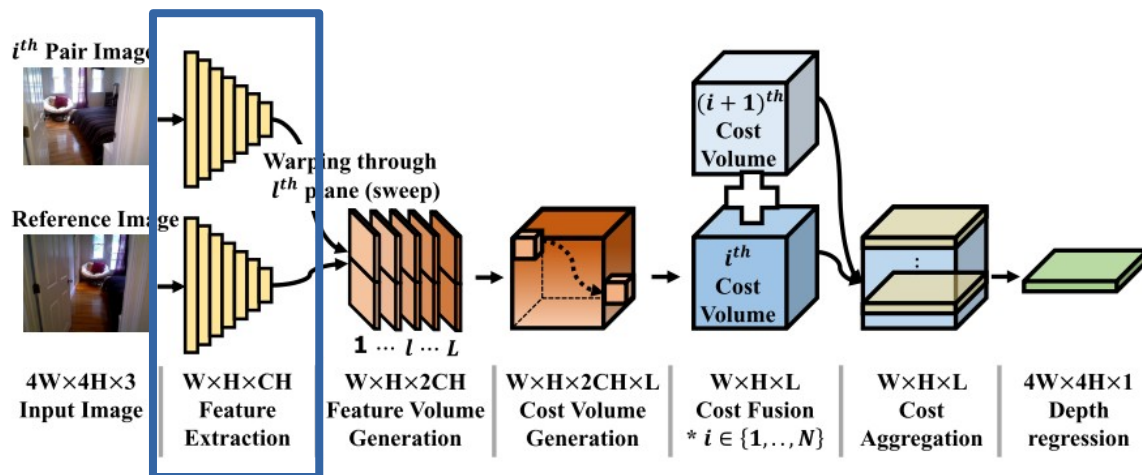 i^th Pair Image
Reference Image
Warping through
l^th plane (sweep)
1 ... l ... L
(i + 1)^th
Cost
Volume
i^th
Cost
Volume
⋮
4W×4H×3
Input Image
W×H×CH
Feature
Extraction
W×H×2CH
Feature Volume
Generation
W×H×2CH×L
Cost Volume
Generation
W×H×L
Cost Fusion
* i ∈ {1,..,N}
W×H×L
Cost
Aggregation
4W×4H×1
Depth
regression